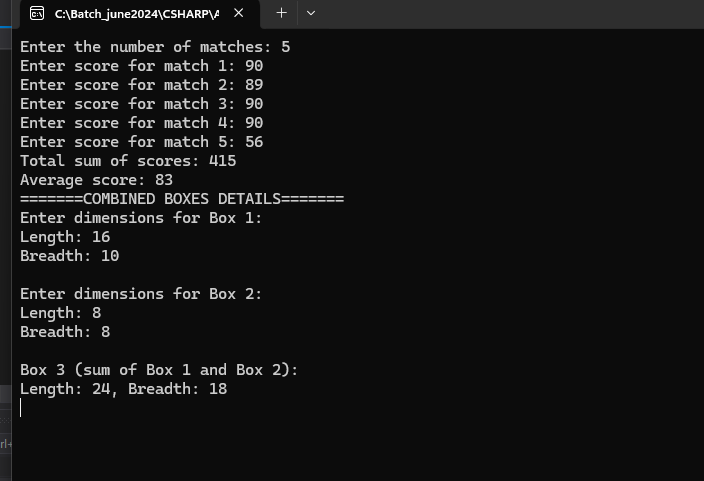 C:\Batch_june2024\CSHARP\A
Enter the number of matches: 5
Enter score for match 1: 90
Enter score for match 2: 89
Enter score for match 3: 90
Enter score for match 4: 90
Enter score for match 5: 56
Total sum of scores: 415
Average score: 83
=======COMBINED BOXES DETAILS=======
Enter dimensions for Box 1:
Length: 16
Breadth: 10
Enter dimensions for Box 2:
Length: 8
Breadth: 8
Box 3 (sum of Box 1 and Box 2):
Length: 24, Breadth: 18
rl+